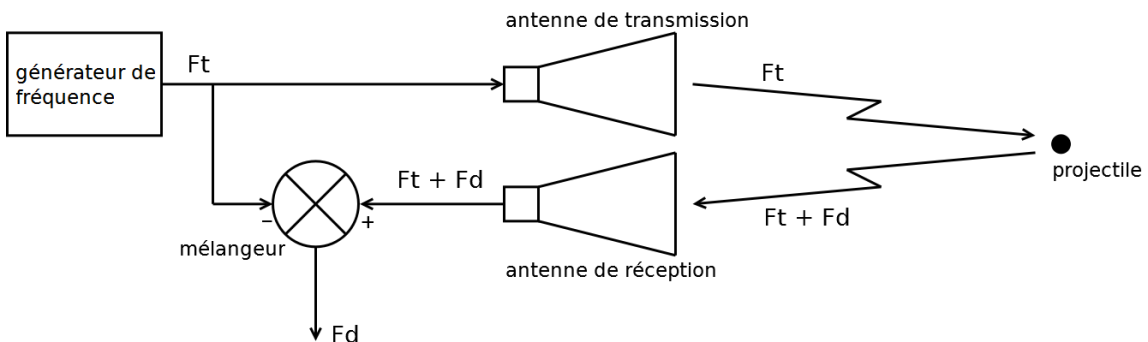 antenne de transmission
générateur de
fréquence
Ft
Ft
projectile
Ft + Fd
Ft + Fd
− +
mélangeur
antenne de réception
Fd